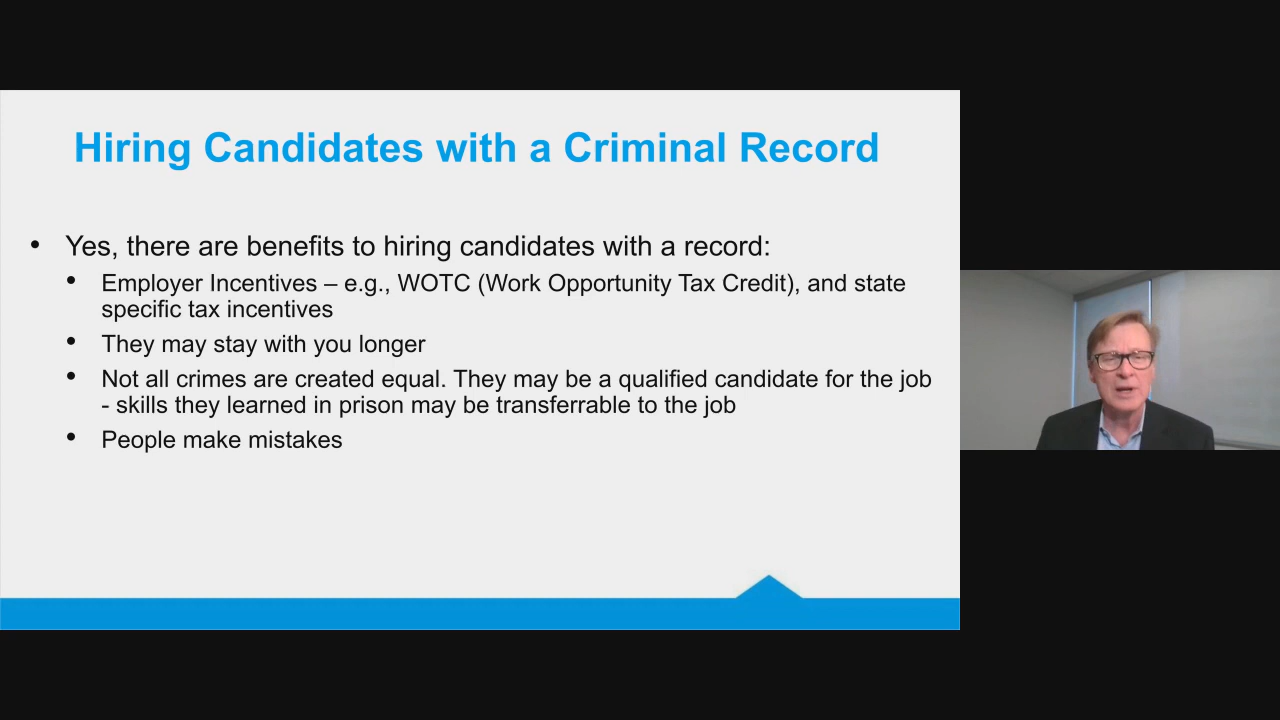 Hiring Candidates with a Criminal Record
• Yes, there are benefits to hiring candidates with a record:
• Employer Incentives – e.g., WOTC (Work Opportunity Tax Credit), and state
specific tax incentives
• They may stay with you longer
• Not all crimes are created equal. They may be a qualified candidate for the job
- skills they learned in prison may be transferrable to the job
• People make mistakes